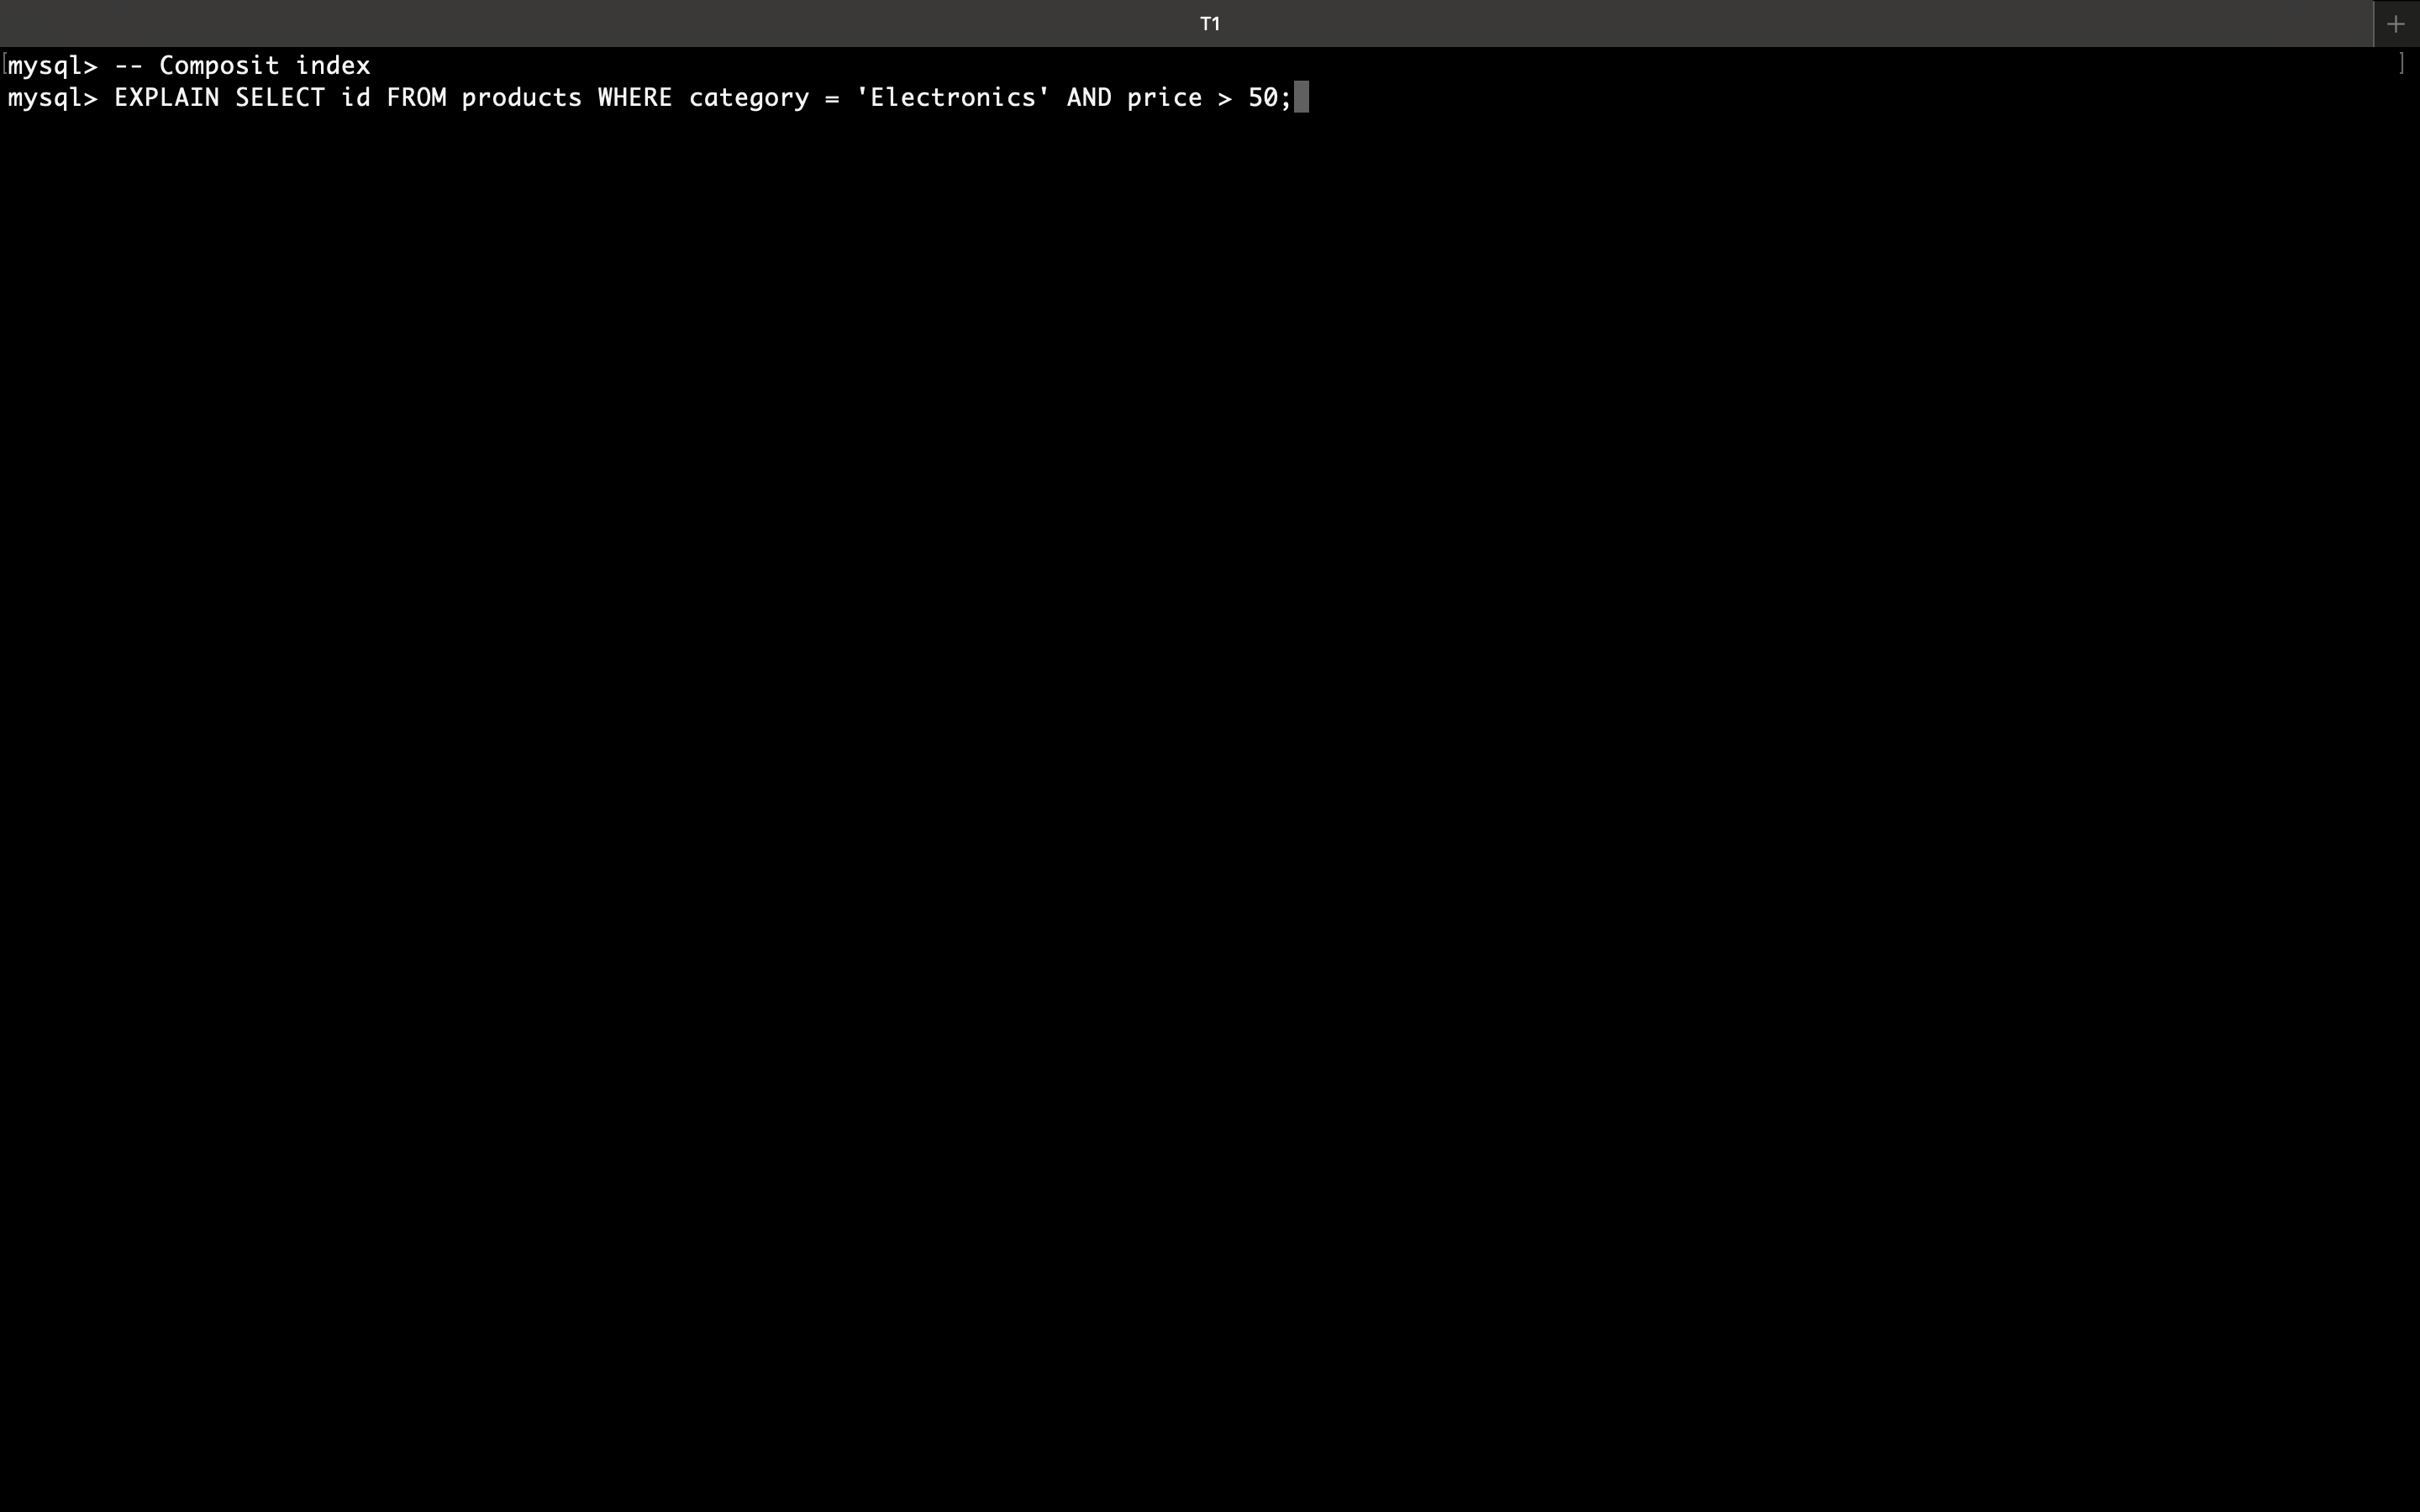 T1
mysql> -- Composit index
mysql> EXPLAIN SELECT id FROM products WHERE category = 'Electronics' AND price > 50;